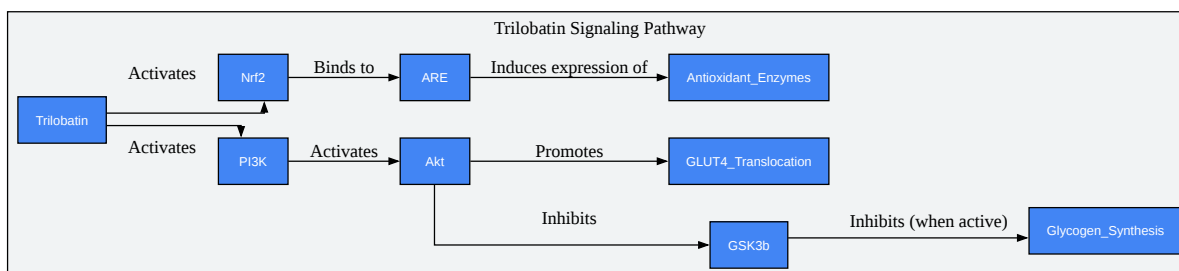 Trilobatin Signaling Pathway
Activates
Nrf2
Binds to
ARE
Induces expression of
Antioxidant_Enzymes
Trilobatin
Activates
PI3K
Activates
Akt
Promotes
GLUT4_Translocation
Inhibits
GSK3b
Inhibits (when active)
Glycogen_Synthesis